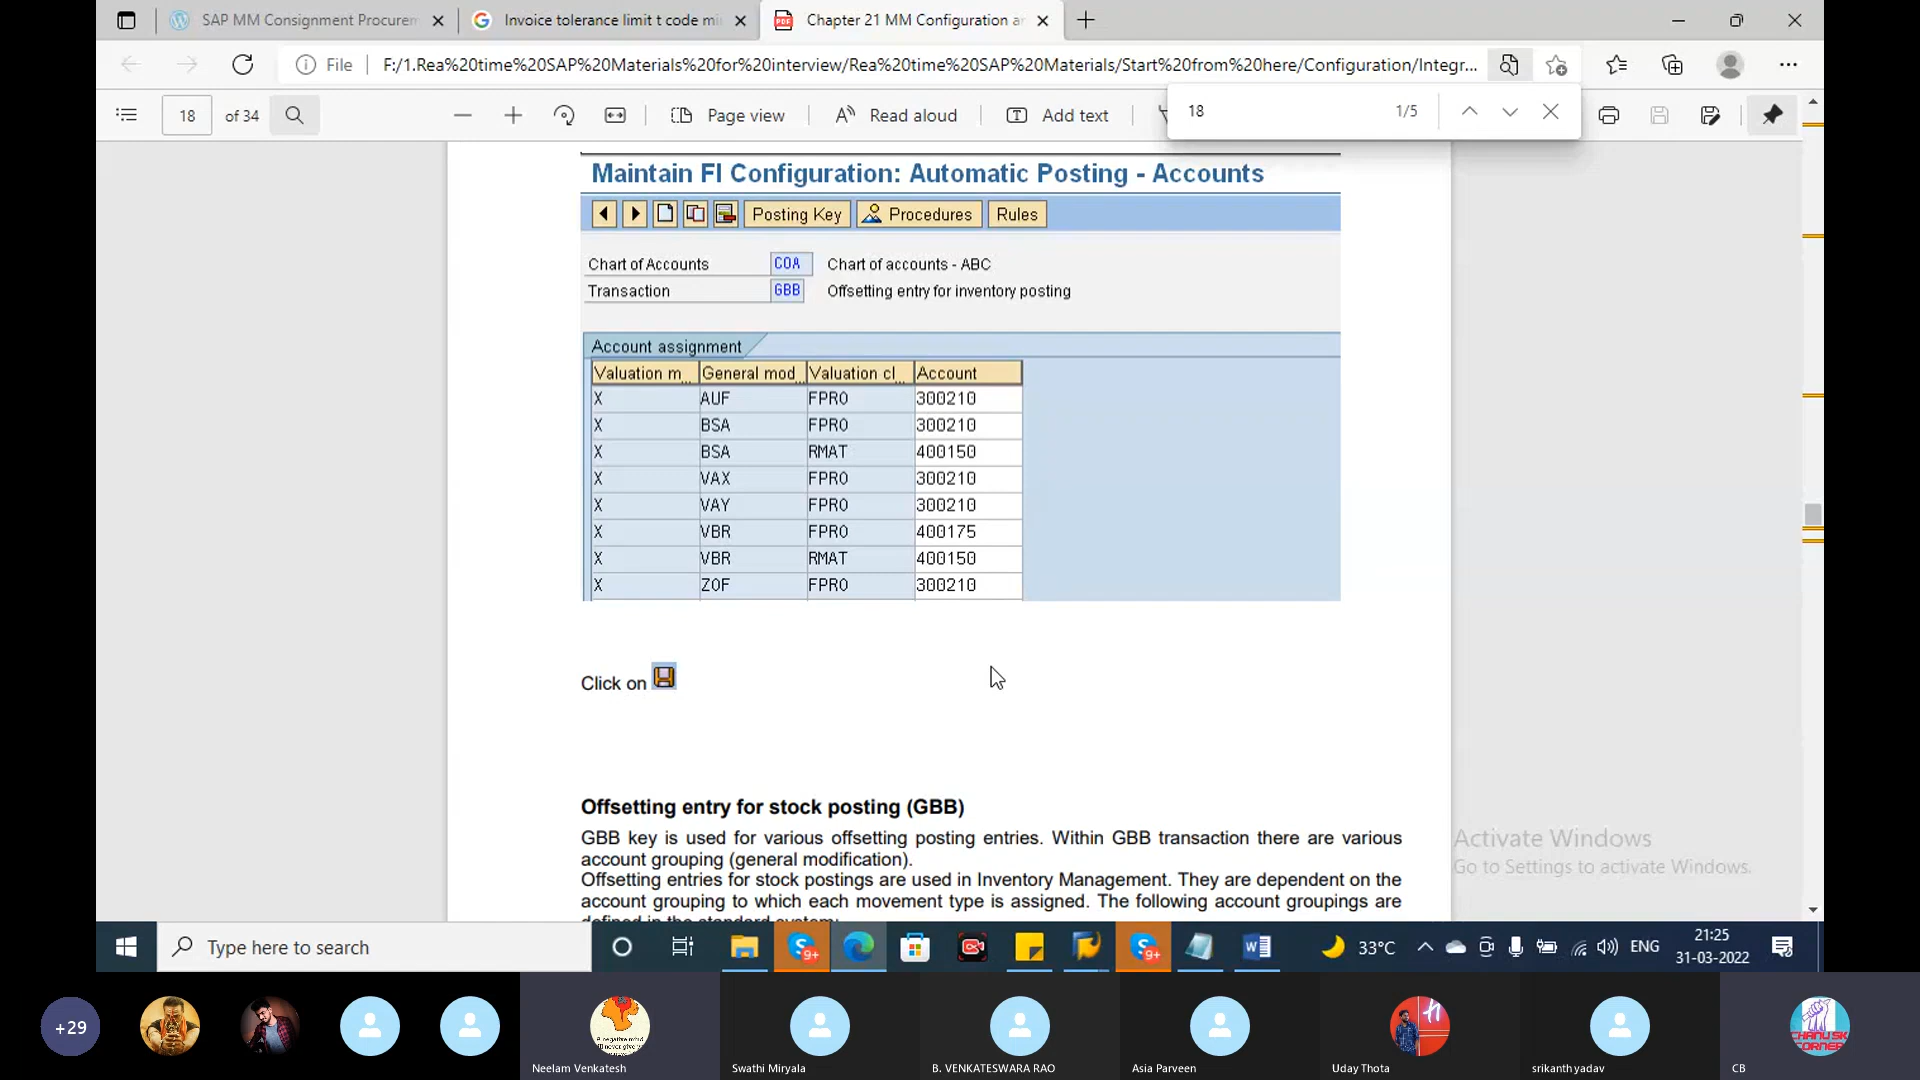 SAP MM Consignment Procurem
Invoice tolerance limit t code mi
Chapter 21 MM Configuration a
File
F:/1.Rea%20time%20SAP%20Materials%20for%20interview/Rea%20time%20SAP%20Materials/Start%20from%20here/Configuration/Integr...
18 of 34
Page view
Read aloud
Add text
18
1/5
Maintain FI Configuration: Automatic Posting - Accounts
Posting Key
Procedures
Rules
Chart of Accounts COA Chart of accounts - ABC
Transaction GBB Offsetting entry for inventory posting
Account assignment
Valuation m... General mod... Valuation cl... Account
X AUF FPRO 300210
X BSA FPRO 300210
X BSA RMAT 400150
X VAX FPRO 300210
X VAY FPRO 300210
X VBR FPRO 400175
X VBR RMAT 400150
X ZOF FPRO 300210
Click on
Offsetting entry for stock posting (GBB)
GBB key is used for various offsetting posting entries. Within GBB transaction there are various
account grouping (general modification).
Offsetting entries for stock postings are used in Inventory Management. They are dependent on the
account grouping to which each movement type is assigned. The following account groupings are
defined in the standard system:
Activate Windows
Go to Settings to activate Windows.
Type here to search
9+
9+
33°C
ENG
21:25
31-03-2022
+29
Neelam Venkatesh
Swathi Miryala
B. VENKATESWARA RAO
Asia Parveen
Uday Thota
srikanth yadav
CB